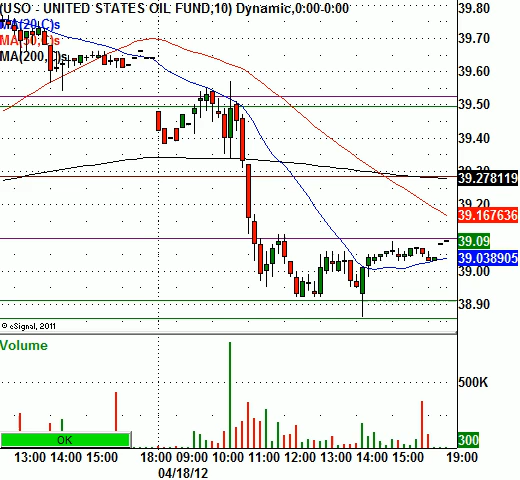 (USO - UNITED STATES OIL FUND,10) Dynamic,0:00-0:00
MA(20,C)s
MA(50,C)s
MA(200,C)s
39.80
39.70
39.60
39.50
39.40
39.30
39.278119
39.20
39.167636
39.09
39.038905
39.00
38.90
© eSignal, 2011
Volume
500K
300
OK
13:00 14:00 15:00 18:00 09:00 10:00 11:00 12:00 13:00 14:00 15:00 19:00
04/18/12